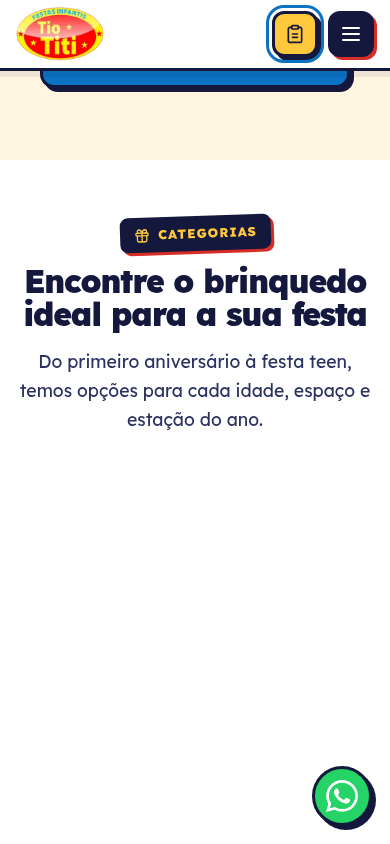 FESTAS INFANTIS
Tio
Titi
CATEGORIAS
Encontre o brinquedo
ideal para a sua festa
Do primeiro aniversário à festa teen,
temos opções para cada idade, espaço e
estação do ano.